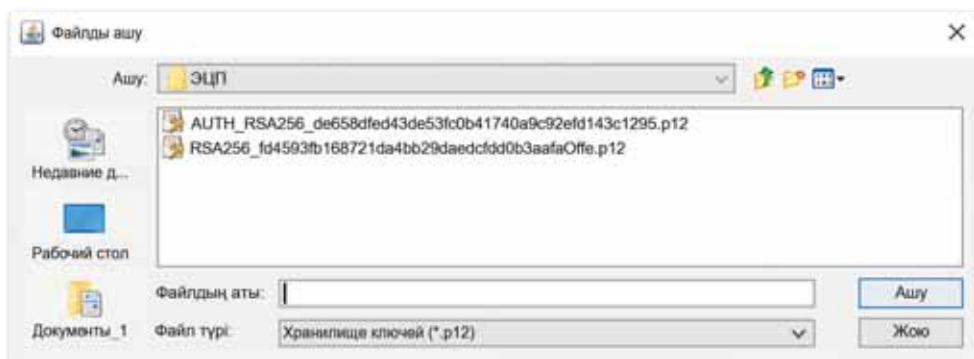 Файлды ашу
Ашу: ЭЦП
AUTH_RSA256_de658dfed43de53fc0b41740a9c92efd143c1295.p12
RSA256_fd4593fb168721da4bb29daedcfdd0b3aafaOffe.p12
Недавние д...
Рабочий стол
Документы_1
Файлдың аты:
Ашу
Файл түрі: Хранилище ключей (*.p12)
Жою